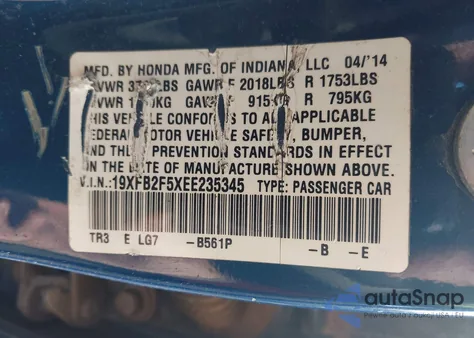 MFD. BY HONDA MFG. OF INDIANA, LLC 04/'14
GAWR F 2018LBS R 1753LBS
R 795KG
THIS VEHICLE CONFORMS TO ALL APPLICABLE
FEDERAL MOTOR VEHICLE SAFETY, BUMPER,
AND THEFT PREVENTION STANDARDS IN EFFECT
ON THE DATE OF MANUFACTURE SHOWN ABOVE.
V.I.N.: 19XFB2F5XEE235345 TYPE: PASSENGER CAR
TR3 E LG7 -B561P -B -E
autoSnap